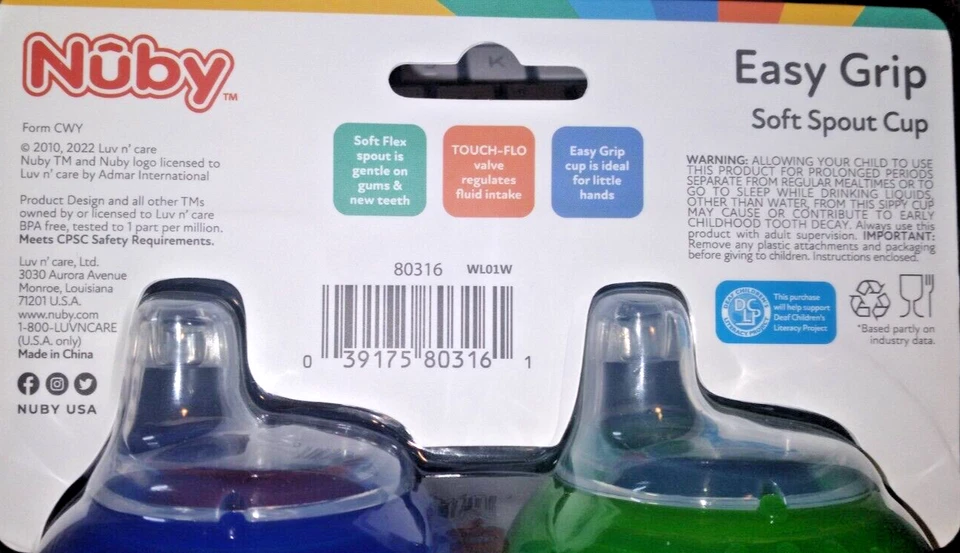 Nûby™
Form CWY
© 2010, 2022 Luv n' care
Nuby TM and Nuby logo licensed to
Luv n' care by Admar International
Product Design and all other TMs
owned by or licensed to Luv n' care
BPA free, tested to 1 part per million.
Meets CPSC Safety Requirements.
Luv n' care, Ltd.
3030 Aurora Avenue
Monroe, Louisiana
71201 U.S.A.
www.nuby.com
1-800-LUVNCARE
(U.S.A. only)
Made in China
NUBY USA
Soft Flex
spout is
gentle on
gums &
new teeth
TOUCH-FLO
valve
regulates
fluid intake
Easy Grip
cup is ideal
for little
hands
80316 WL01W
0 39175 80316 1
Easy Grip
Soft Spout Cup
WARNING: ALLOWING YOUR CHILD TO USE
THIS PRODUCT FOR PROLONGED PERIODS
SEPARATE FROM REGULAR MEALTIMES OR TO
GO TO SLEEP WHILE DRINKING LIQUIDS,
OTHER THAN WATER, FROM THIS SIPPY CUP
MAY CAUSE OR CONTRIBUTE TO EARLY
CHILDHOOD TOOTH DECAY. Always use this
product with adult supervision. IMPORTANT:
Remove any plastic attachments and packaging
before giving to children. Instructions enclosed.
DEAF CHILDREN'S
DCLP
LITERACY PROJECT
This purchase
will help support
Deaf Children's
Literacy Project
*Based partly on
industry data.